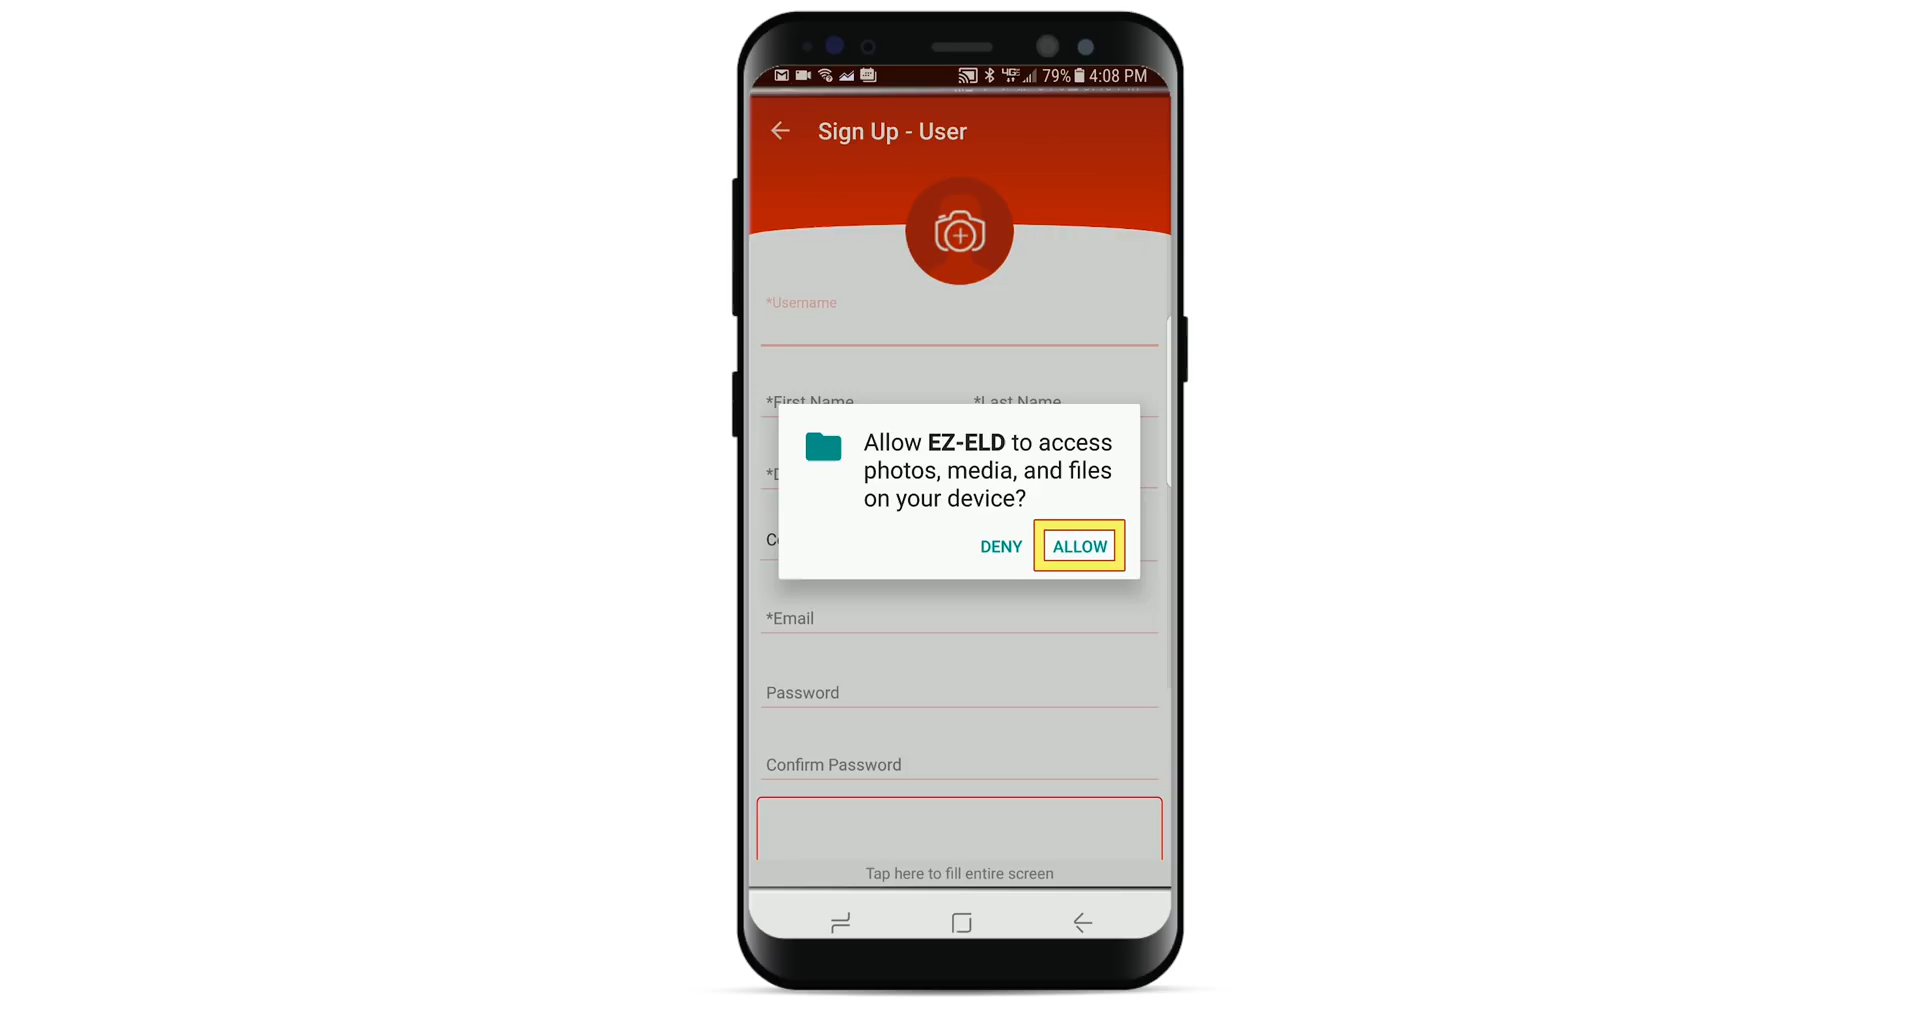 79% 4:08 PM
Sign Up - User
*Username
*First Name *Last Name
Allow EZ-ELD to access
photos, media, and files
on your device?
DENY ALLOW
*Email
Password
Confirm Password
Tap here to fill entire screen